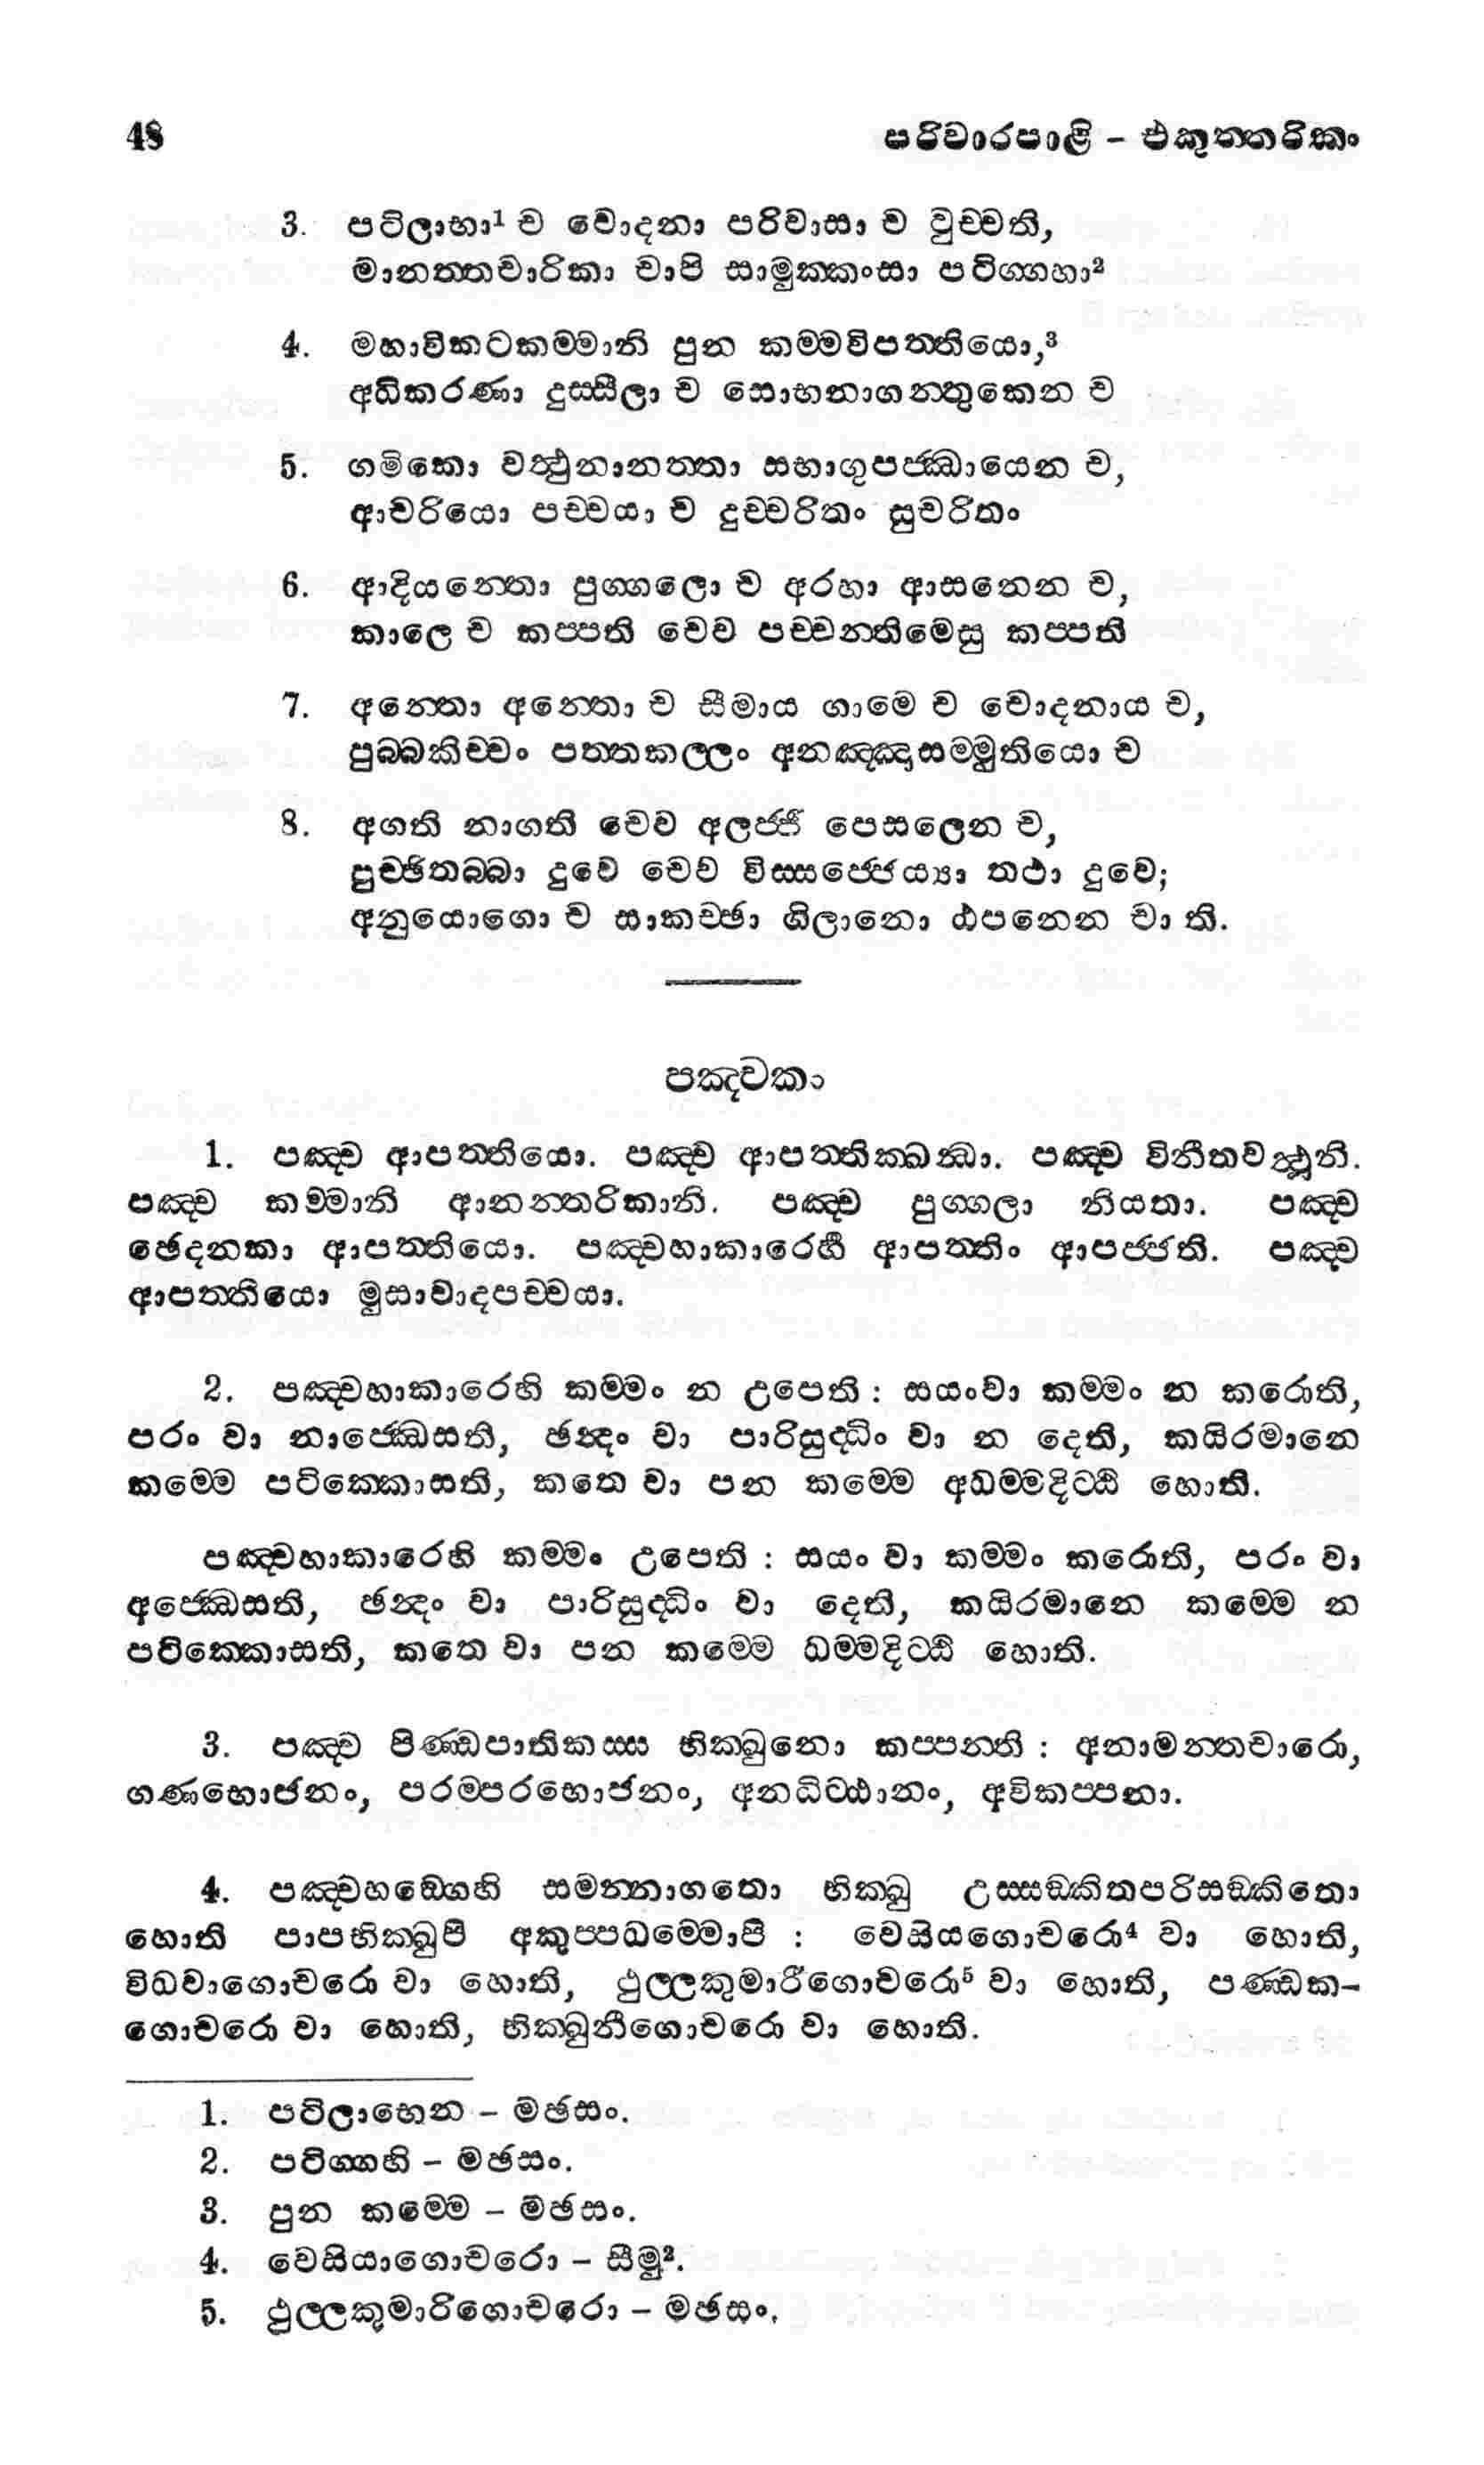 48 පරිවාරපාළි – එකුත්තරිකං
3. පටිලාභා¹ ච චොදනා පරිවාසා ච වුච්චති,
මානත්තචාරිකා චාපි සාමුක්කංසා පටිග්ගහා²
4. මහාවිකටකම්මානි පුන කම්මවිපත්තියො,³
අධිකරණා දුස්සීලා ච සොභනාගන්තුකෙන ච
5. ගමිකො වත්ථුනානත්තා සභාගුපජ්ඣායෙන ච,
ආචරියො පච්චයා ච දුච්චරිතං සුචරිතං
6. ආදියන්තො පුග්ගලො ච අරහා ආසනෙන ච,
කාලෙ ච කප්පති චෙව පච්චන්තිමෙසු කප්පති
7. අන්තො අන්තො ච සීමාය ගාමෙ ච චොදනාය ච,
පුබ්බකිච්චං පත්තකල්ලං අනඤ්ඤාසම්මුතියො ච
8. අගති නාගති චෙව අලජ්ජී පෙසලෙන ච,
පුච්ඡිතබ්බා දුවෙ චෙව විස්සජ්ජෙය්‍යා තථා දුවෙ;
අනුයොගො ච සාකච්ඡා ගිලානො ඨපනෙන චා ති.
පඤ්චකං
1. පඤ්ච ආපත්තියො. පඤ්ච ආපත්තික්ඛන්ධා. පඤ්ච විනීතවත්ථූනි.
පඤ්ච කම්මානි ආනන්තරිකානි. පඤ්ච පුග්ගලා නියතා. පඤ්ච
ඡේදනකා ආපත්තියො. පඤ්චහාකාරෙහි ආපත්තිං ආපජ්ජති. පඤ්ච
ආපත්තියො මුසාවාදපච්චයා.
2. පඤ්චහාකාරෙහි කම්මං න උපෙති : සයංවා කම්මං න කරොති,
පරං වා නාජ්ඣෙසති, ඡන්දං වා පාරිසුද්ධිං වා න දෙති, කයිරමානෙ
කම්මෙ පටික්කොසති, කතෙ වා පන කම්මෙ අධම්මදිට්ඨි හොති.
පඤ්චහාකාරෙහි කම්මං උපෙති : සයං වා කම්මං කරොති, පරං වා
අජ්ඣෙසති, ඡන්දං වා පාරිසුද්ධිං වා දෙති, කයිරමානෙ කම්මෙ න
පටික්කොසති, කතෙ වා පන කම්මෙ ධම්මදිට්ඨි හොති.
3. පඤ්ච පිණ්ඩපාතිකස්ස භික්ඛුනො කප්පන්ති : අනාමන්තචාරො,
ගණභොජනං, පරම්පරභොජනං, අනධිට්ඨානං, අවිකප්පනා.
4. පඤ්චහඞ්ගෙහි සමන්නාගතො භික්ඛු උස්සඞ්කිතපරිසඞ්කිතො
හොති පාපභික්ඛුපි අකුප්පධම්මොපි : වෙසියගොචරො⁴ වා හොති,
විධවාගොචරො වා හොති, ථුල්ලකුමාරීගොචරො⁵ වා හොති, පණ්ඩක-
ගොචරො වා හොති, භික්ඛුනීගොචරො වා හොති.
1. පටිලාභෙන – මඡසං.
2. පටිග්ගහි – මඡසං.
3. පුන කම්මෙ – මඡසං.
4. වෙසියාගොචරො – සීමු².
5. ථුල්ලකුමාරිගොචරො – මඡසං.